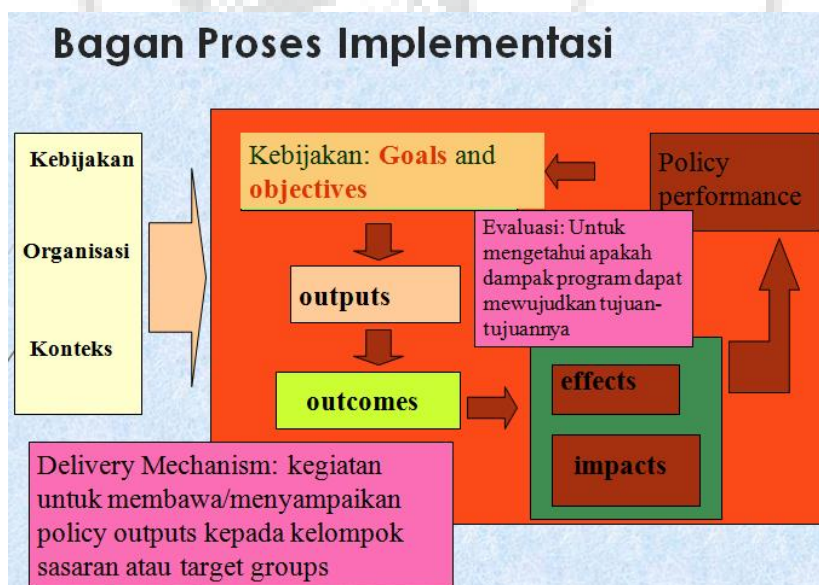 Bagan Proses Implementasi
Kebijakan
Organisasi
Konteks
Kebijakan: Goals and
objectives
Policy
performance
Evaluasi: Untuk
mengetahui apakah
dampak program dapat
mewujudkan tujuan-
tujuannya
outputs
outcomes
effects
impacts
Delivery Mechanism: kegiatan
untuk membawa/menyampaikan
policy outputs kepada kelompok
sasaran atau target groups